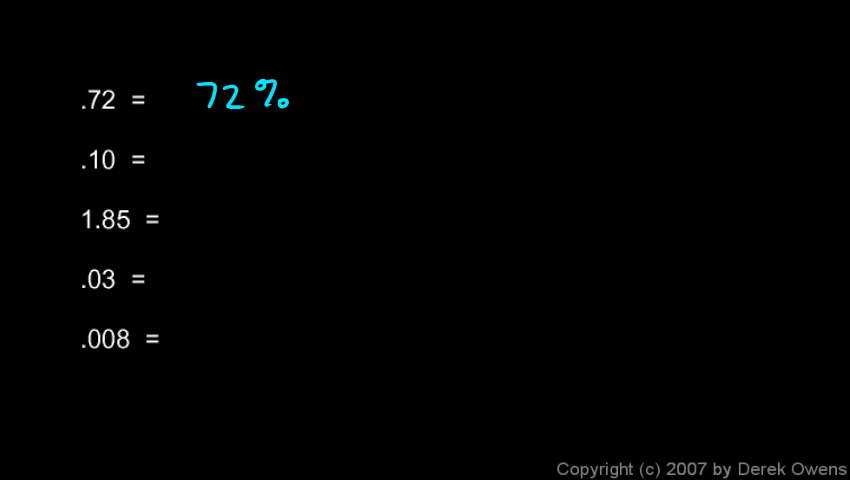 .72 = 72%
.10 =
1.85 =
.03 =
.008 =
Copyright (c) 2007 by Derek Owens